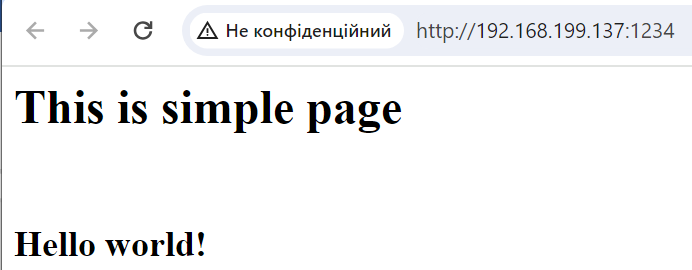 Не конфіденційний http://192.168.199.137:1234
This is simple page
Hello world!